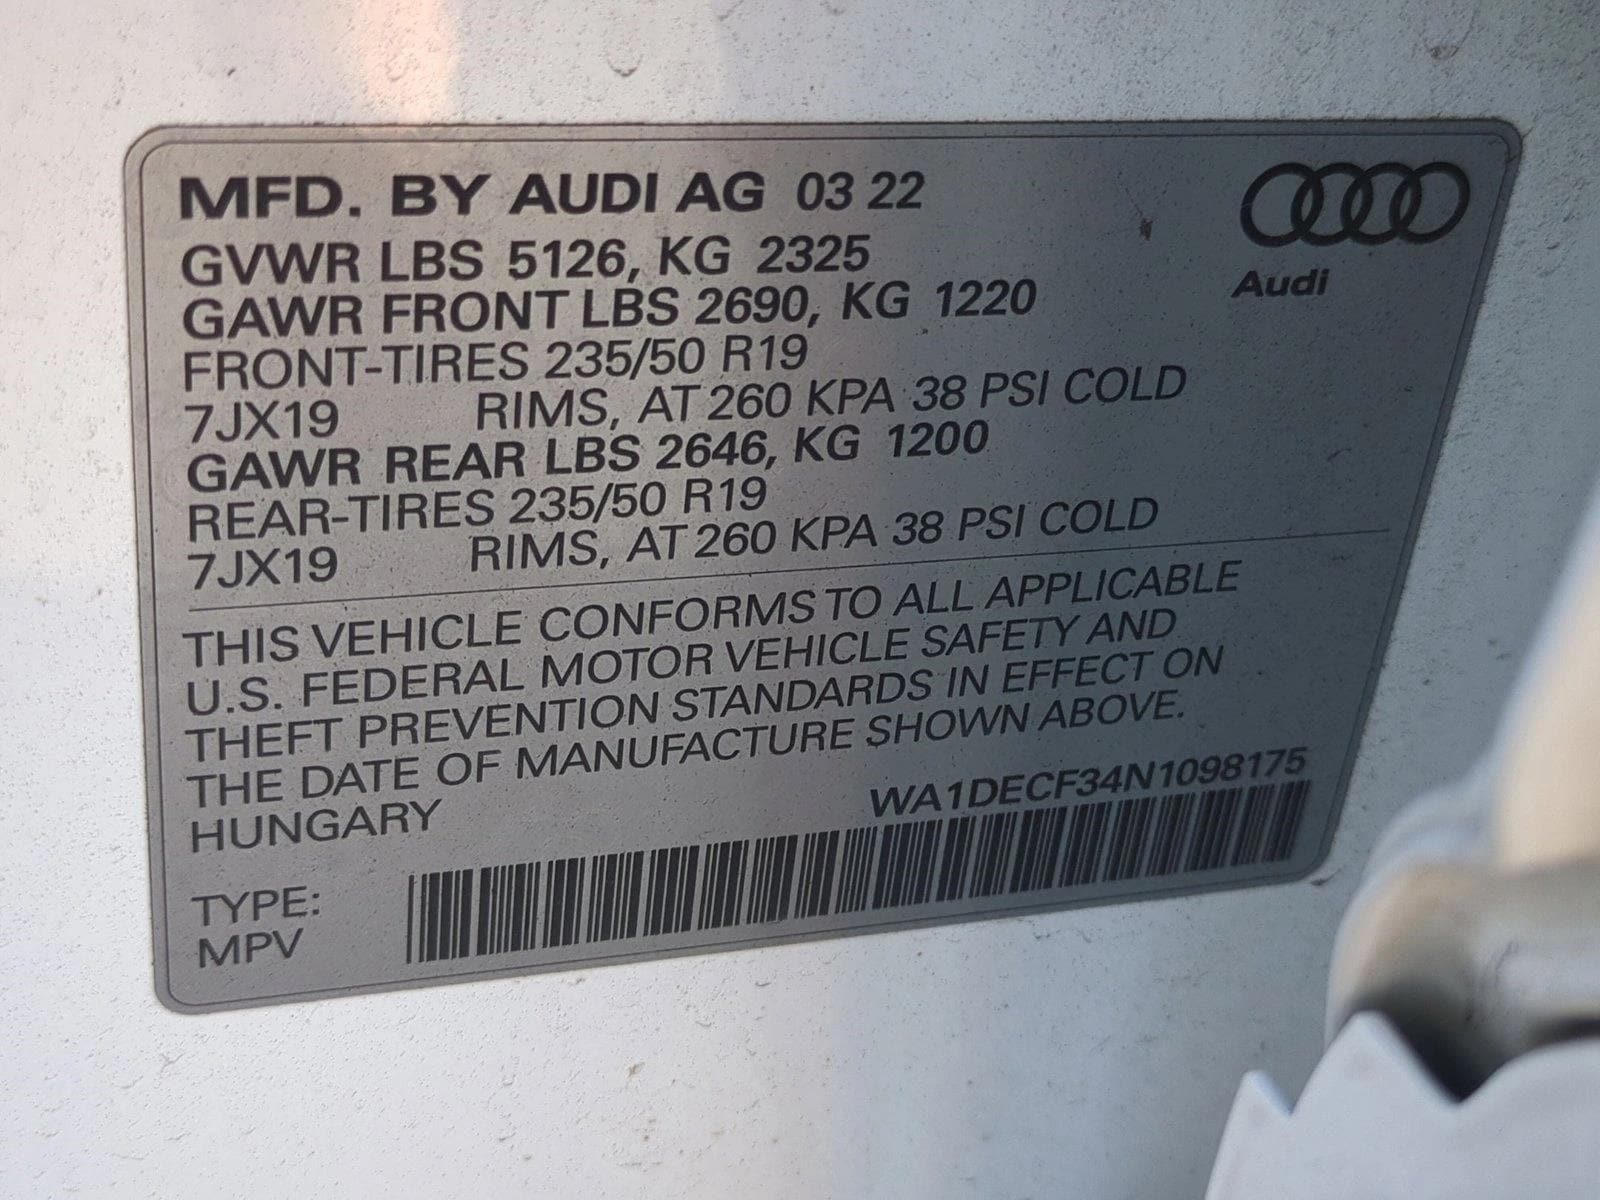 MFD. BY AUDI AG 03 22
GVWR LBS 5126, KG 2325
GAWR FRONT LBS 2690, KG 1220
FRONT-TIRES 235/50 R19
7JX19 RIMS, AT 260 KPA 38 PSI COLD
GAWR REAR LBS 2646, KG 1200
REAR-TIRES 235/50 R19
7JX19 RIMS, AT 260 KPA 38 PSI COLD
Audi
THIS VEHICLE CONFORMS TO ALL APPLICABLE
U.S. FEDERAL MOTOR VEHICLE SAFETY AND
THEFT PREVENTION STANDARDS IN EFFECT ON
THE DATE OF MANUFACTURE SHOWN ABOVE.
HUNGARY
WA1DECF34N1098175
TYPE:
MPV